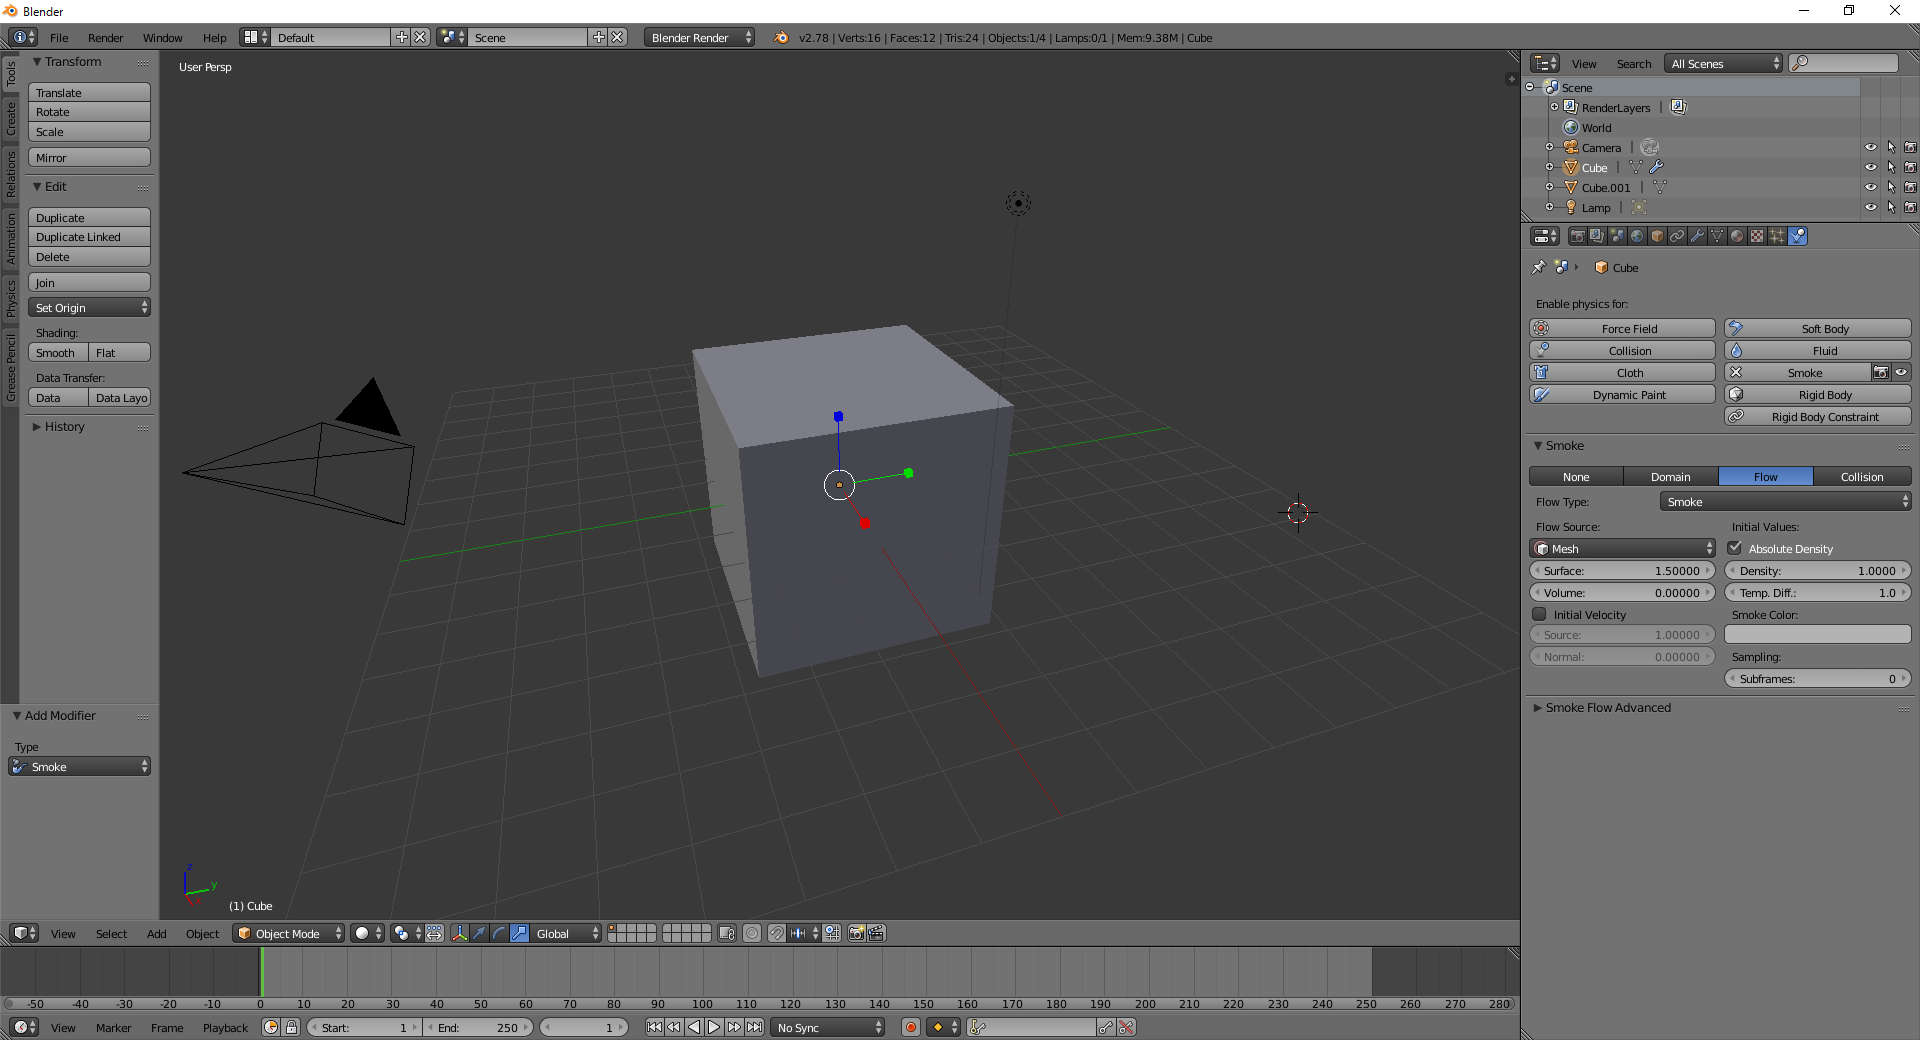 Blender
File Render Window Help Default Scene Blender Render v2.78 | Verts:16 | Faces:12 | Tris:24 | Objects:1/4 | Lamps:0/1 | Mem:9.38M | Cube
Tools
Create
Relations
Animation
Physics
Grease Pencil
Transform
Translate
Rotate
Scale
Mirror
Edit
Duplicate
Duplicate Linked
Delete
Join
Set Origin
Shading:
Smooth Flat
Data Transfer:
Data Data Layo
History
Add Modifier
Type
Smoke
User Persp
z
y
(1) Cube
View Select Add Object Object Mode Global
-50 -40 -30 -20 -10 0 10 20 30 40 50 60 70 80 90 100 110 120 130 140 150 160 170 180 190 200 210 220 230 240 250 260 270 280
View Marker Frame Playback Start: 1 End: 250 1 No Sync
View Search All Scenes
Scene
RenderLayers
World
Camera
Cube
Cube.001
Lamp
Cube
Enable physics for:
Force Field Soft Body
Collision Fluid
Cloth Smoke
Dynamic Paint Rigid Body
Rigid Body Constraint
Smoke
None Domain Flow Collision
Flow Type: Smoke
Flow Source: Initial Values:
Mesh Absolute Density
Surface: 1.50000 Density: 1.0000
Volume: 0.00000 Temp. Diff.: 1.0
Initial Velocity Smoke Color:
Source: 1.00000
Normal: 0.00000 Sampling:
Subframes: 0
Smoke Flow Advanced